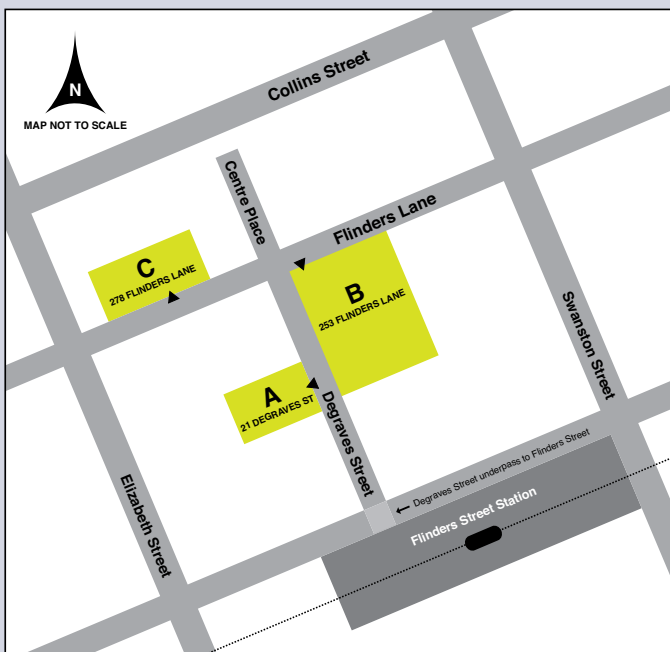 N
MAP NOT TO SCALE
Collins Street
Centre Place
Flinders Lane
C
278 FLINDERS LANE
B
253 FLINDERS LANE
Swanston Street
A
21 DEGRAVES ST
Degraves Street
Elizabeth Street
Degraves Street underpass to Flinders Street
Flinders Street Station